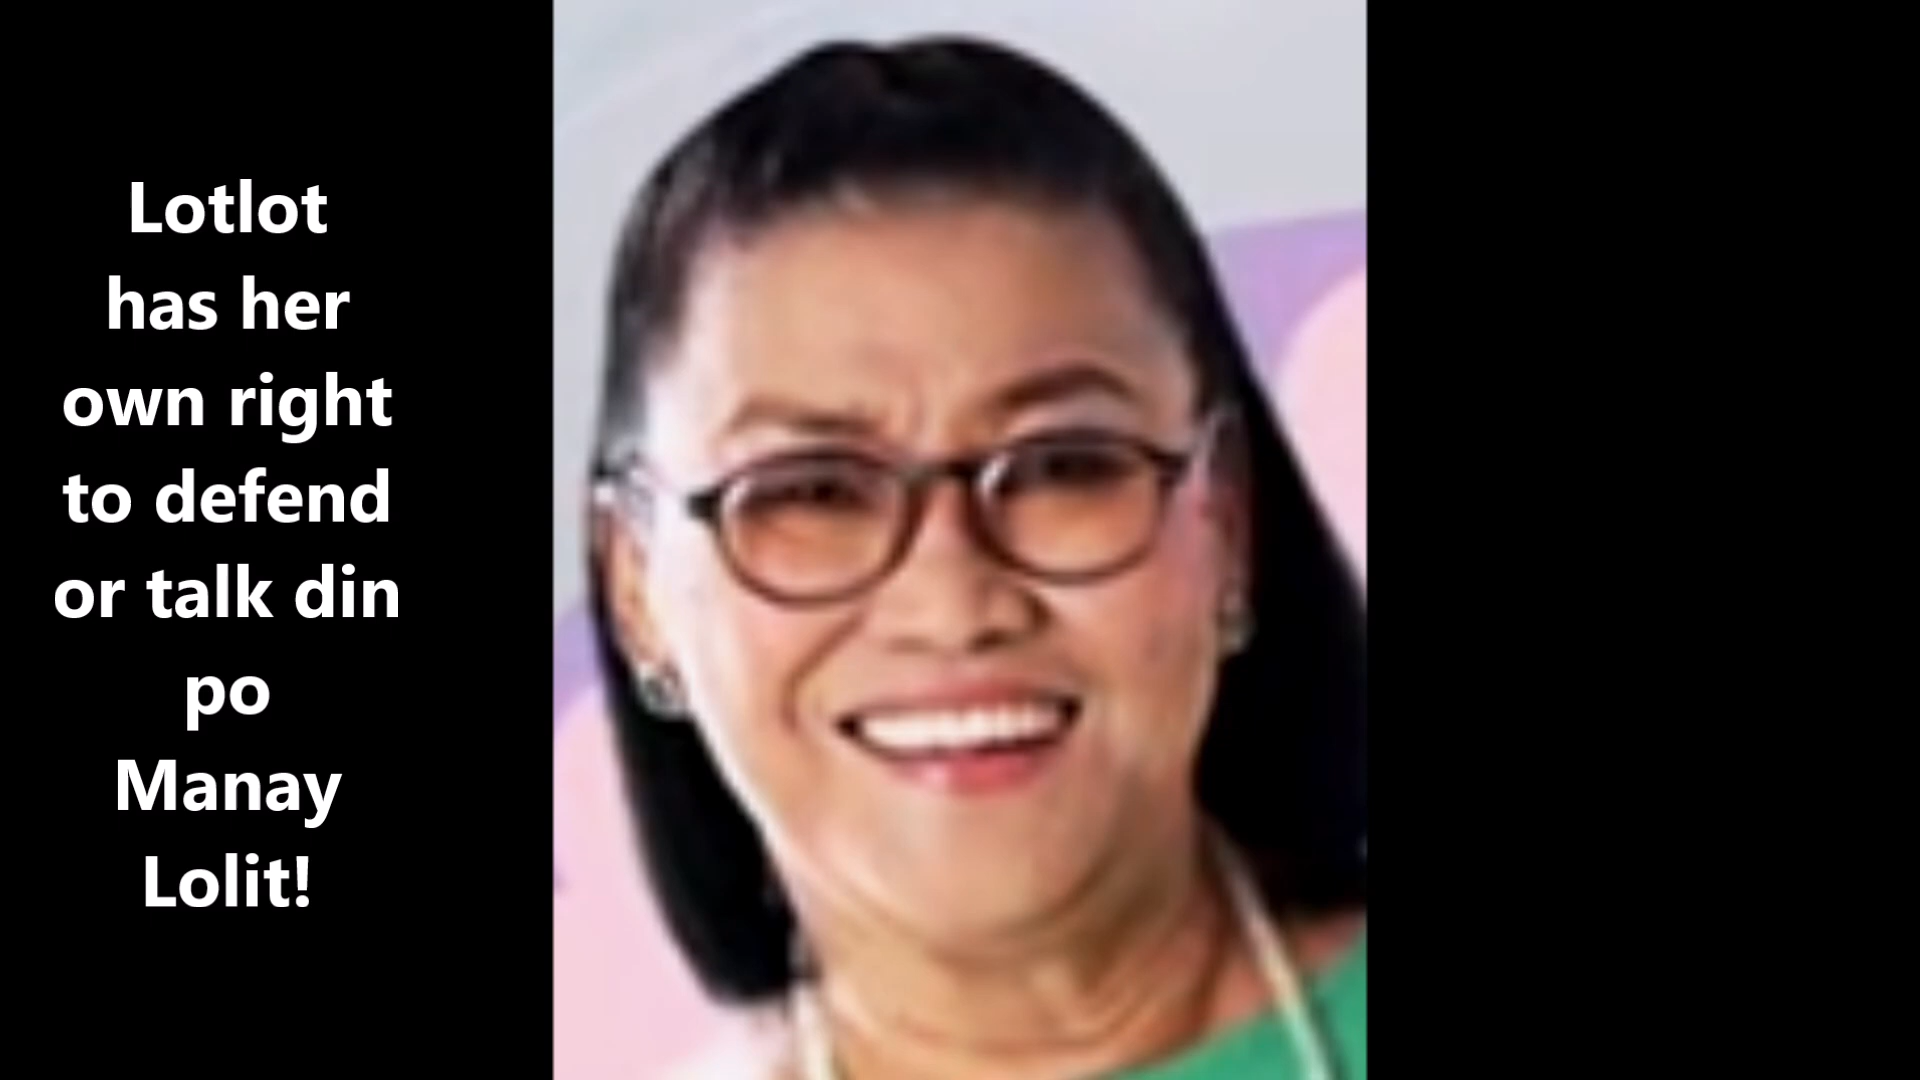 Lotlot
has her
own right
to defend
or talk din
po
Manay
Lolit!